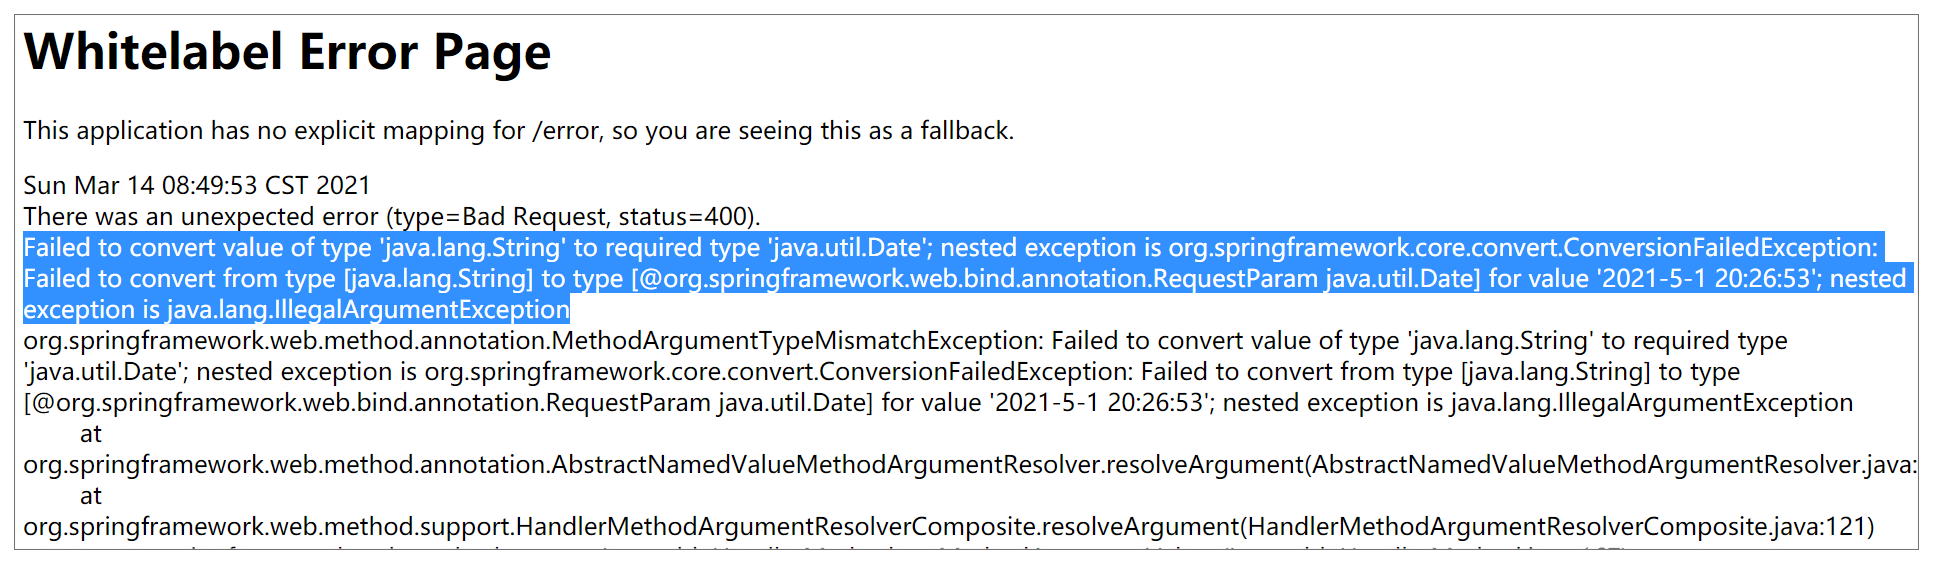 Whitelabel Error Page
This application has no explicit mapping for /error, so you are seeing this as a fallback.
Sun Mar 14 08:49:53 CST 2021
There was an unexpected error (type=Bad Request, status=400).
Failed to convert value of type 'java.lang.String' to required type 'java.util.Date'; nested exception is org.springframework.core.convert.ConversionFailedException:
Failed to convert from type [java.lang.String] to type [@org.springframework.web.bind.annotation.RequestParam java.util.Date] for value '2021-5-1 20:26:53'; nested
exception is java.lang.IllegalArgumentException
org.springframework.web.method.annotation.MethodArgumentTypeMismatchException: Failed to convert value of type 'java.lang.String' to required type
'java.util.Date'; nested exception is org.springframework.core.convert.ConversionFailedException: Failed to convert from type [java.lang.String] to type
[@org.springframework.web.bind.annotation.RequestParam java.util.Date] for value '2021-5-1 20:26:53'; nested exception is java.lang.IllegalArgumentException
at
org.springframework.web.method.annotation.AbstractNamedValueMethodArgumentResolver.resolveArgument(AbstractNamedValueMethodArgumentResolver.java:
at
org.springframework.web.method.support.HandlerMethodArgumentResolverComposite.resolveArgument(HandlerMethodArgumentResolverComposite.java:121)